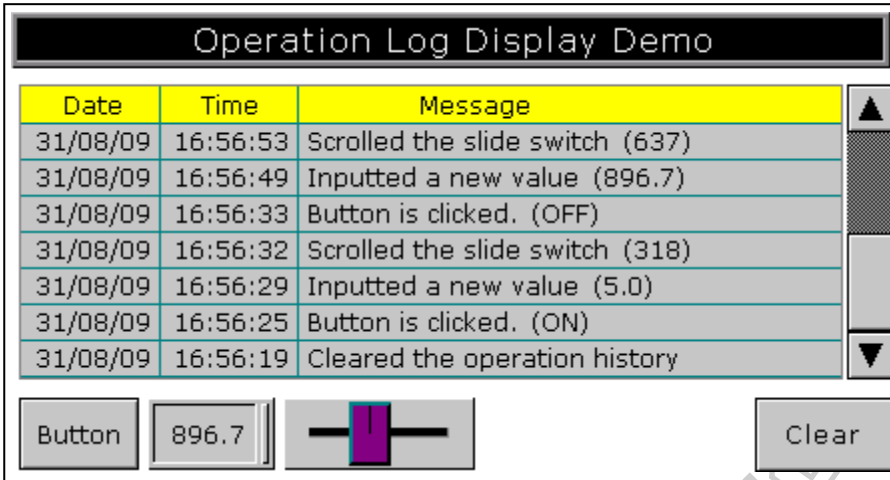 Operation Log Display Demo
Date Time Message
31/08/09 16:56:53 Scrolled the slide switch (637)
31/08/09 16:56:49 Inputted a new value (896.7)
31/08/09 16:56:33 Button is clicked. (OFF)
31/08/09 16:56:32 Scrolled the slide switch (318)
31/08/09 16:56:29 Inputted a new value (5.0)
31/08/09 16:56:25 Button is clicked. (ON)
31/08/09 16:56:19 Cleared the operation history
Button 896.7 Clear